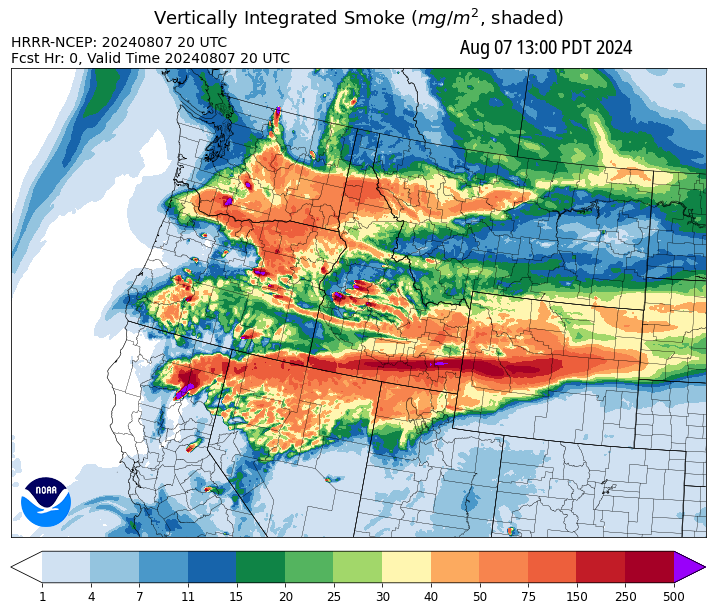 Vertically Integrated Smoke (mg/m², shaded)
HRRR-NCEP: 20240807 20 UTC
Fcst Hr: 0, Valid Time 20240807 20 UTC
Aug 07 13:00 PDT 2024
NOAA
1 4 7 11 15 20 25 30 40 50 75 150 250 500